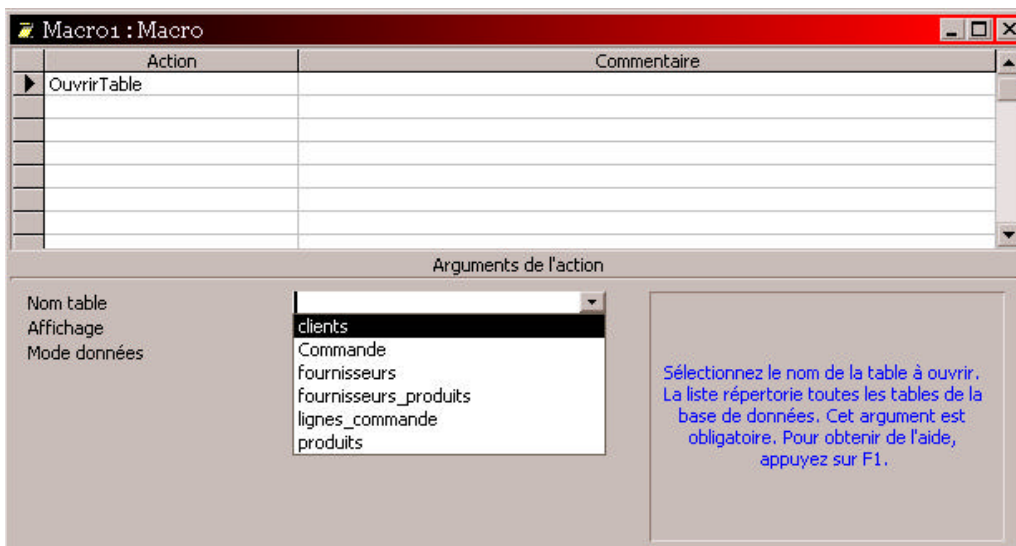 Macro1 : Macro
Action Commentaire
OuvrirTable
Arguments de l'action
Nom table
Affichage
Mode données
clients
Commande
fournisseurs
fournisseurs_produits
lignes_commande
produits
Sélectionnez le nom de la table à ouvrir.
La liste répertorie toutes les tables de la
base de données. Cet argument est
obligatoire. Pour obtenir de l'aide,
appuyez sur F1.